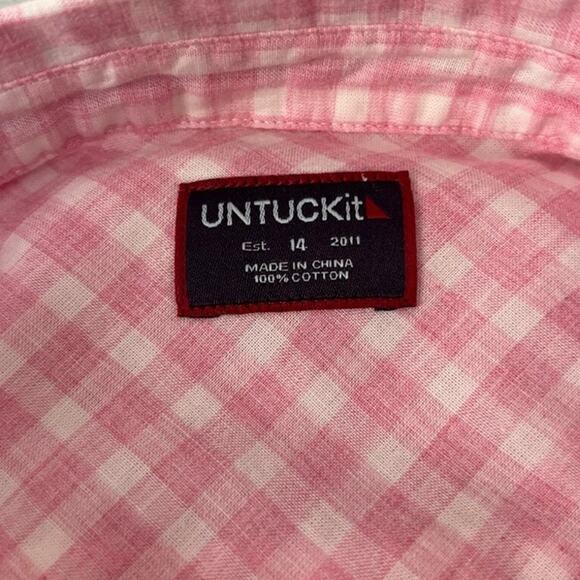 UNTUCKit
Est. 14 2011
MADE IN CHINA
100% COTTON